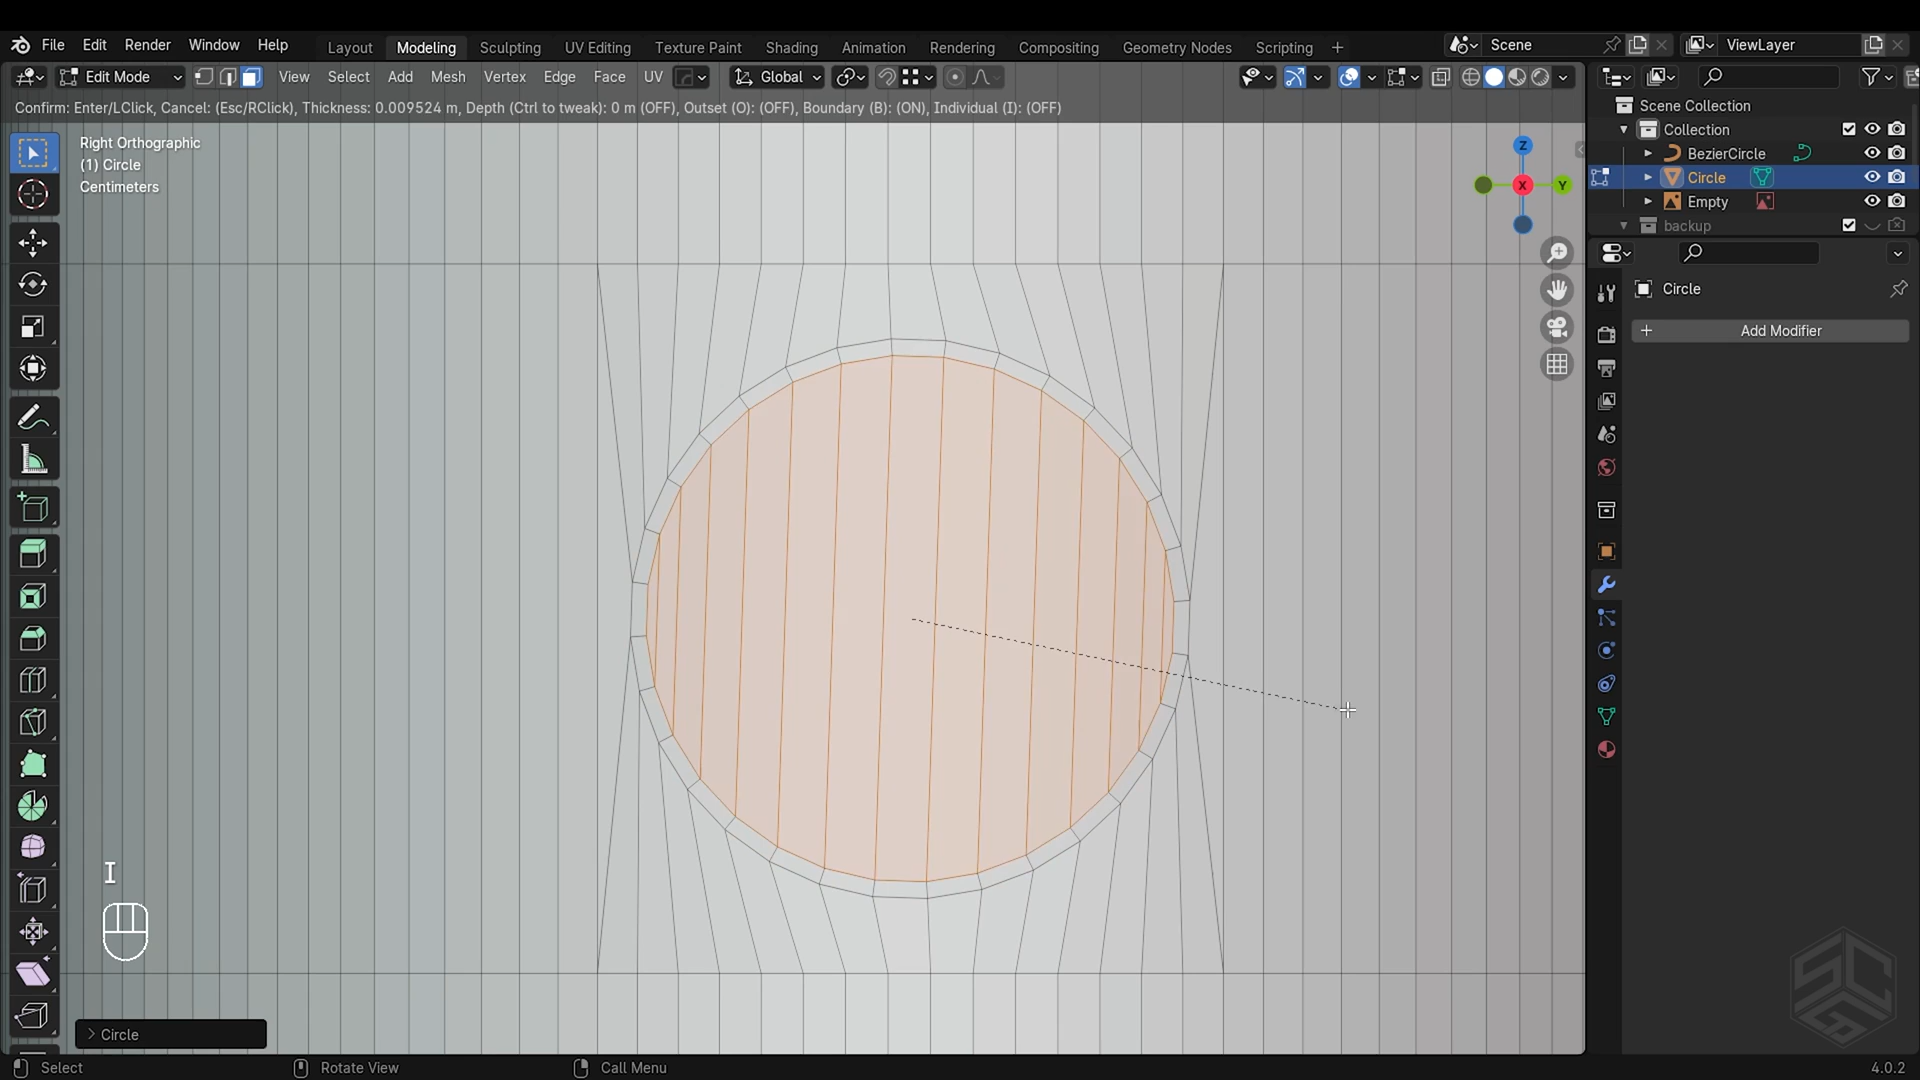 File Edit Render Window Help Layout Modeling Sculpting UV Editing Texture Paint Shading Animation Rendering Compositing Geometry Nodes Scripting + Scene ViewLayer
Edit Mode View Select Add Mesh Vertex Edge Face UV Global
Confirm: Enter/LClick, Cancel: (Esc/RClick), Thickness: 0.009524 m, Depth (Ctrl to tweak): 0 m (OFF), Outset (O): (OFF), Boundary (B): (ON), Individual (I): (OFF)
Scene Collection
Collection
BezierCircle
Circle
Empty
backup
Right Orthographic
(1) Circle
Centimeters
Z
X
Y
Circle
+ Add Modifier
I
> Circle
Select Rotate View Call Menu 4.0.2